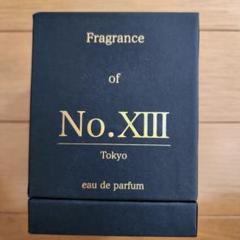 Fragrance
of
No.XIII
Tokyo
eau de parfum